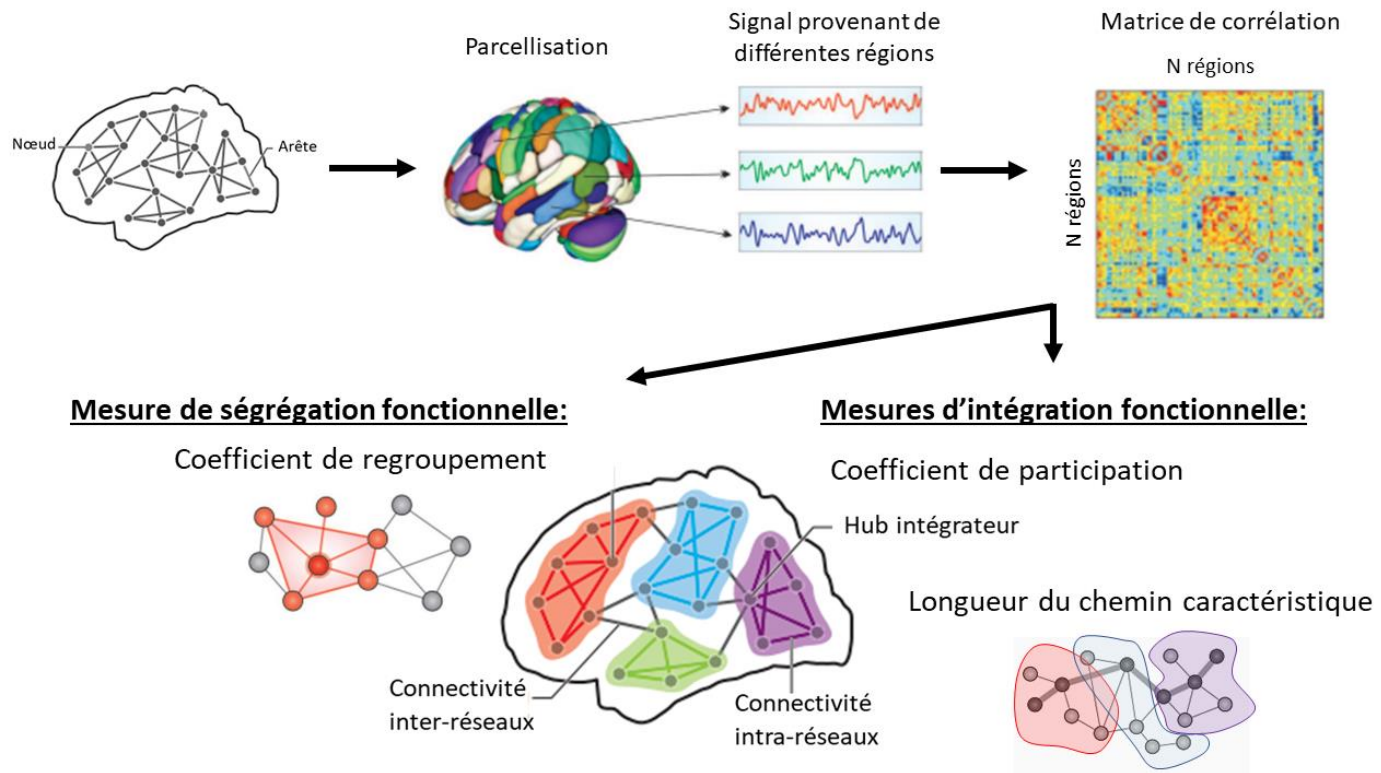 Signal provenant de
différentes régions
Matrice de corrélation
Parcellisation
N régions
Nœud
Arête
N régions
Mesure de ségrégation fonctionnelle:
Mesures d’intégration fonctionnelle:
Coefficient de regroupement
Coefficient de participation
Hub intégrateur
Longueur du chemin caractéristique
Connectivité
inter-réseaux
Connectivité
intra-réseaux